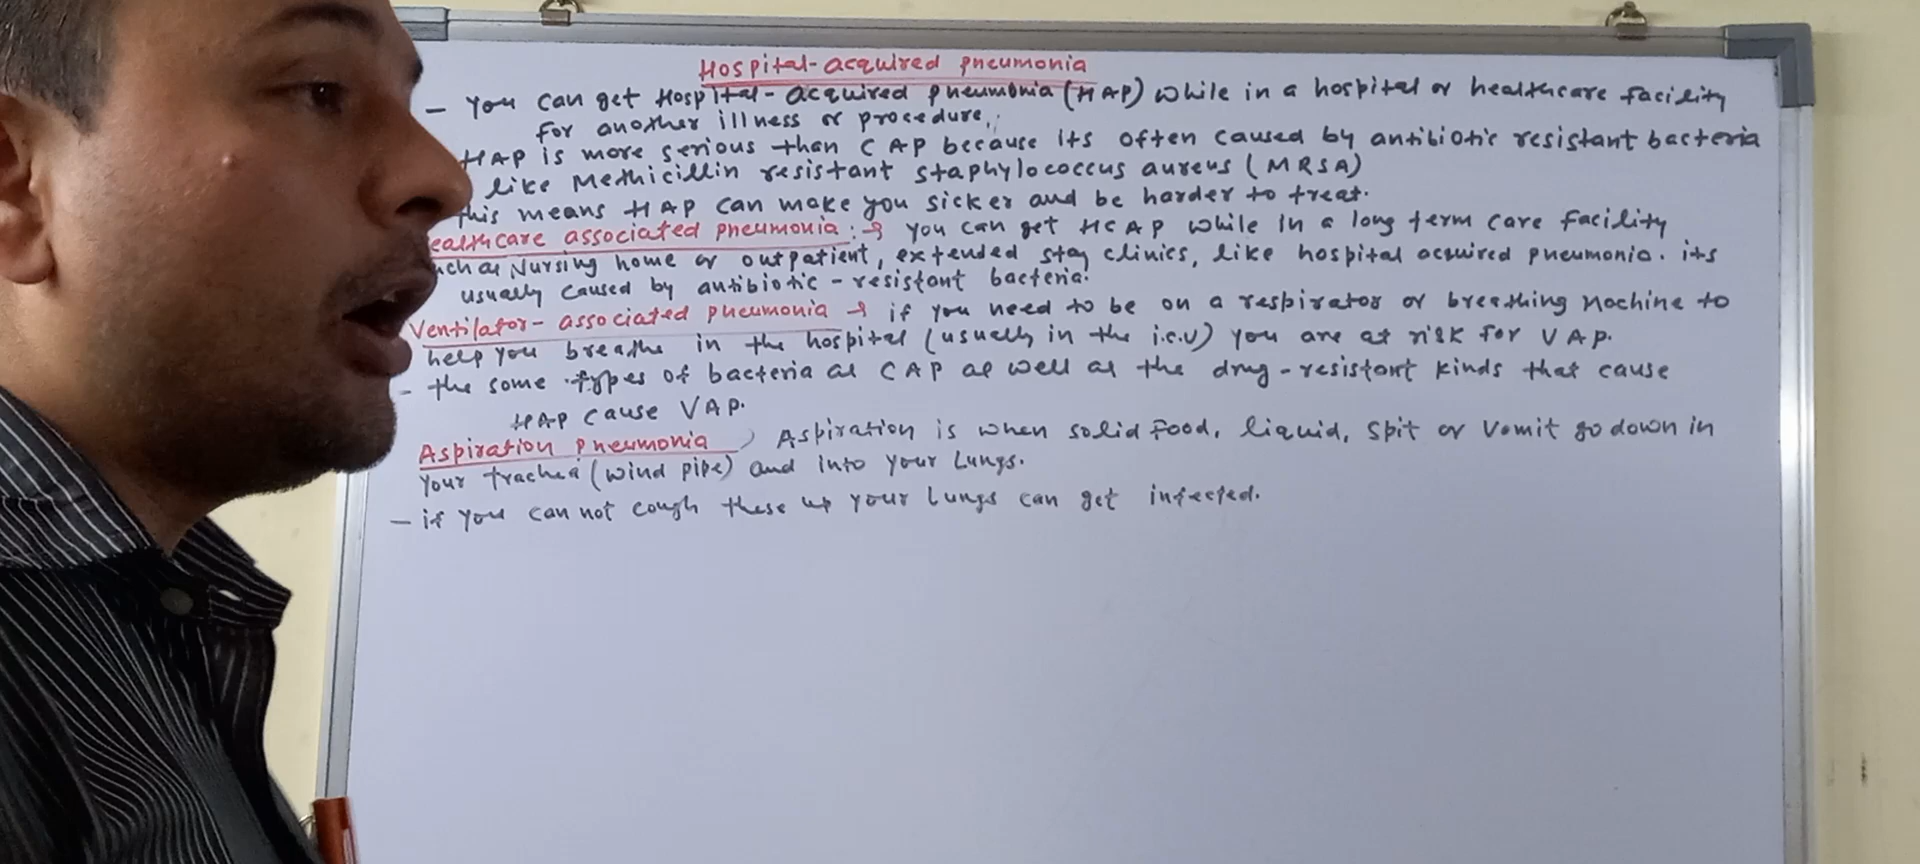 Hospital-acquired pneumonia
- you can get Hospital-acquired pneumonia (HAP) while in a hospital or healthcare facility
for another illness or procedure,
HAP is more serious than CAP because its often caused by antibiotic resistant bacteria
like Methicillin resistant staphylococcus aureus (MRSA)
this means HAP can make you sicker and be harder to treat.
ealthcare associated pneumonia :→ you can get HCAP while in a long term care facility
uch as Nursing home or outpatient, extended stay clinics, like hospital acquired pneumonia. its
usually caused by antibiotic-resistant bacteria.
Ventilator-associated pneumonia → if you need to be on a respirator or breathing Machine to
help you breathe in the hospital (usually in the i.c.u) you are at risk for VAP.
- the some types of bacteria as CAP as well as the drug-resistant kinds that cause
HAP cause VAP.
Aspiration pneumonia Aspiration is when solid food, liquid, spit or vomit go down in
your trachea (wind pipe) and into your Lungs.
- if you can not cough these up your lungs can get infected.